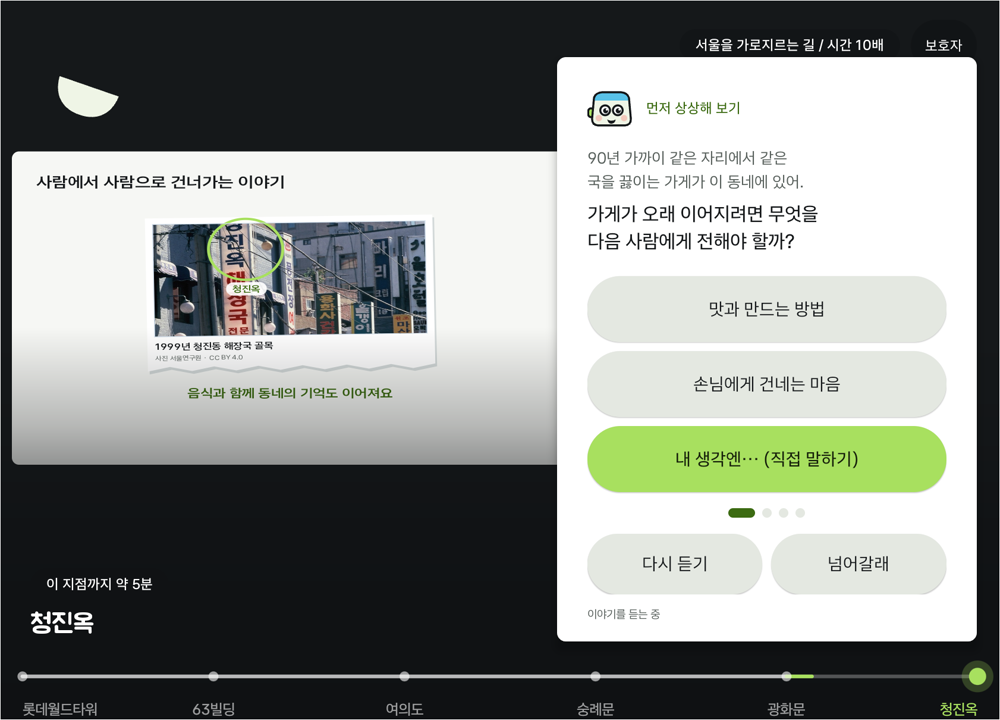 서울을 가로지르는 길 / 시간 10배
보호자
먼저 상상해 보기
90년 가까이 같은 자리에서 같은
국을 끓이는 가게가 이 동네에 있어.
가게가 오래 이어지려면 무엇을
다음 사람에게 전해야 할까?
맛과 만드는 방법
손님에게 건네는 마음
내 생각엔… (직접 말하기)
다시 듣기
넘어갈래
이야기를 듣는 중
사람에서 사람으로 건너가는 이야기
청진옥
해장국
전문
청진옥
1999년 청진동 해장국 골목
사진 서울연구원 · CC BY 4.0
음식과 함께 동네의 기억도 이어져요
이 지점까지 약 5분
청진옥
롯데월드타워
63빌딩
여의도
숭례문
광화문
청진옥